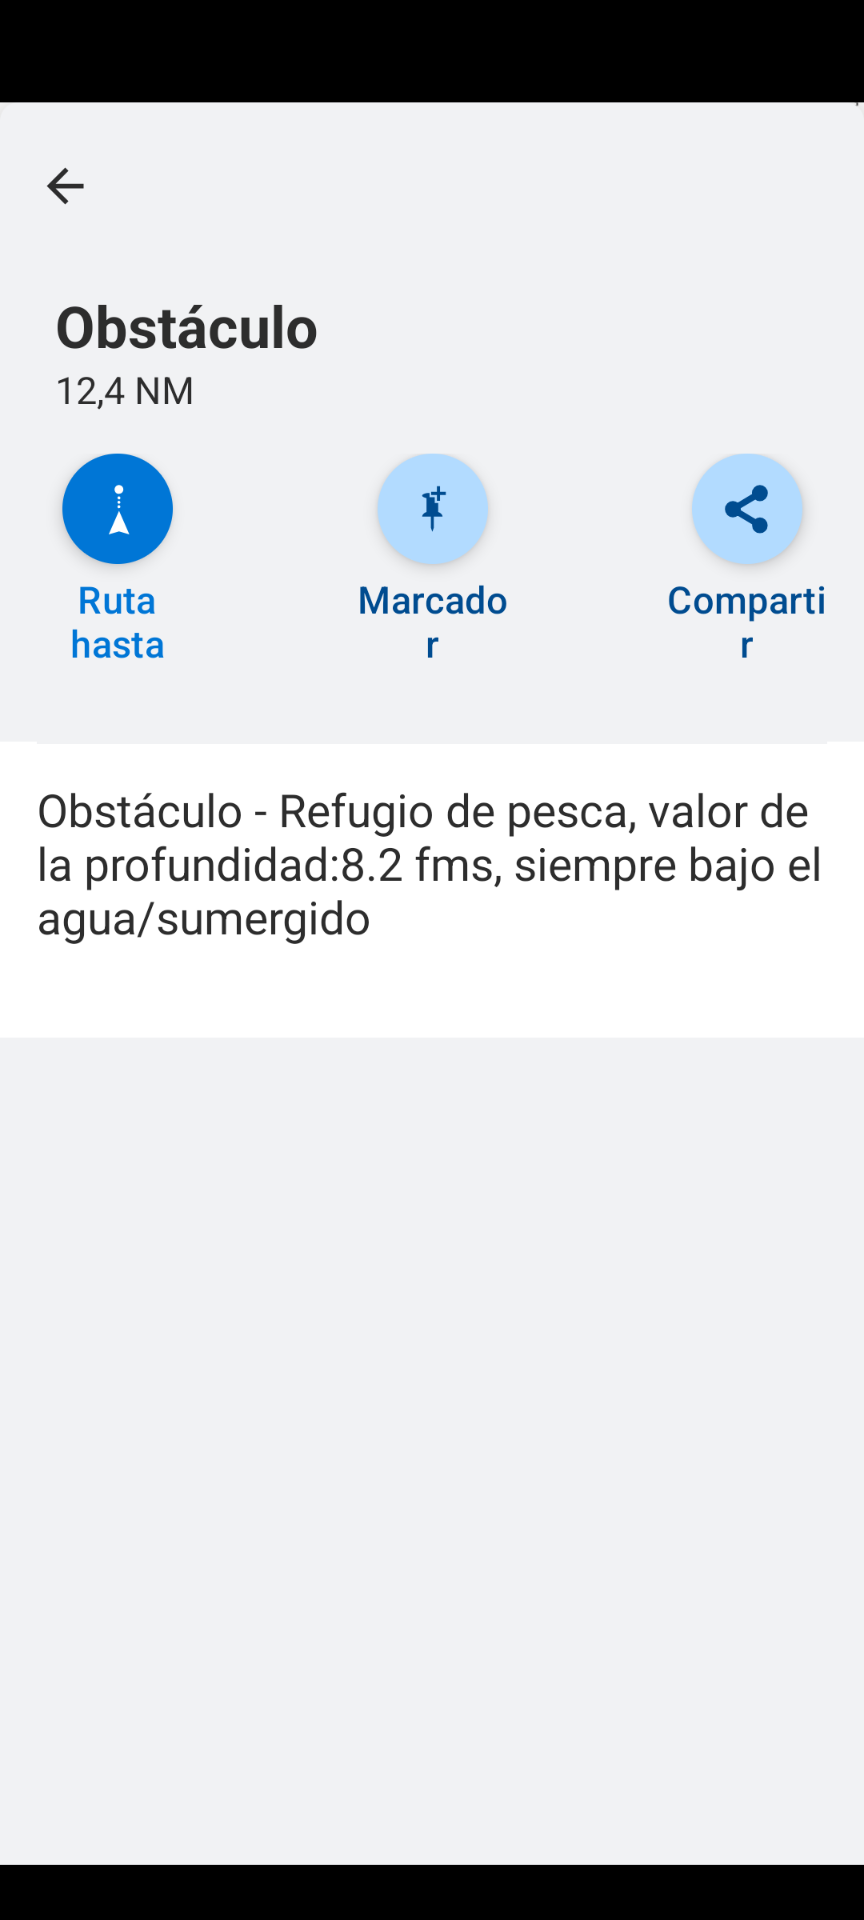 Obstáculo
12,4 NM
Ruta
hasta
Marcado
r
Comparti
r
Obstáculo - Refugio de pesca, valor de
la profundidad:8.2 fms, siempre bajo el
agua/sumergido